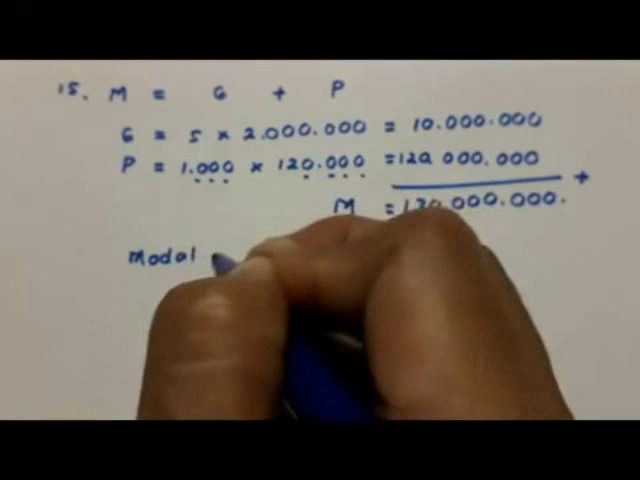 15. M = G + P
G = 5 × 2.000.000 = 10.000.000
P = 1.000 × 120.000 = 120.000.000
+
M = 130.000.000.
Modal